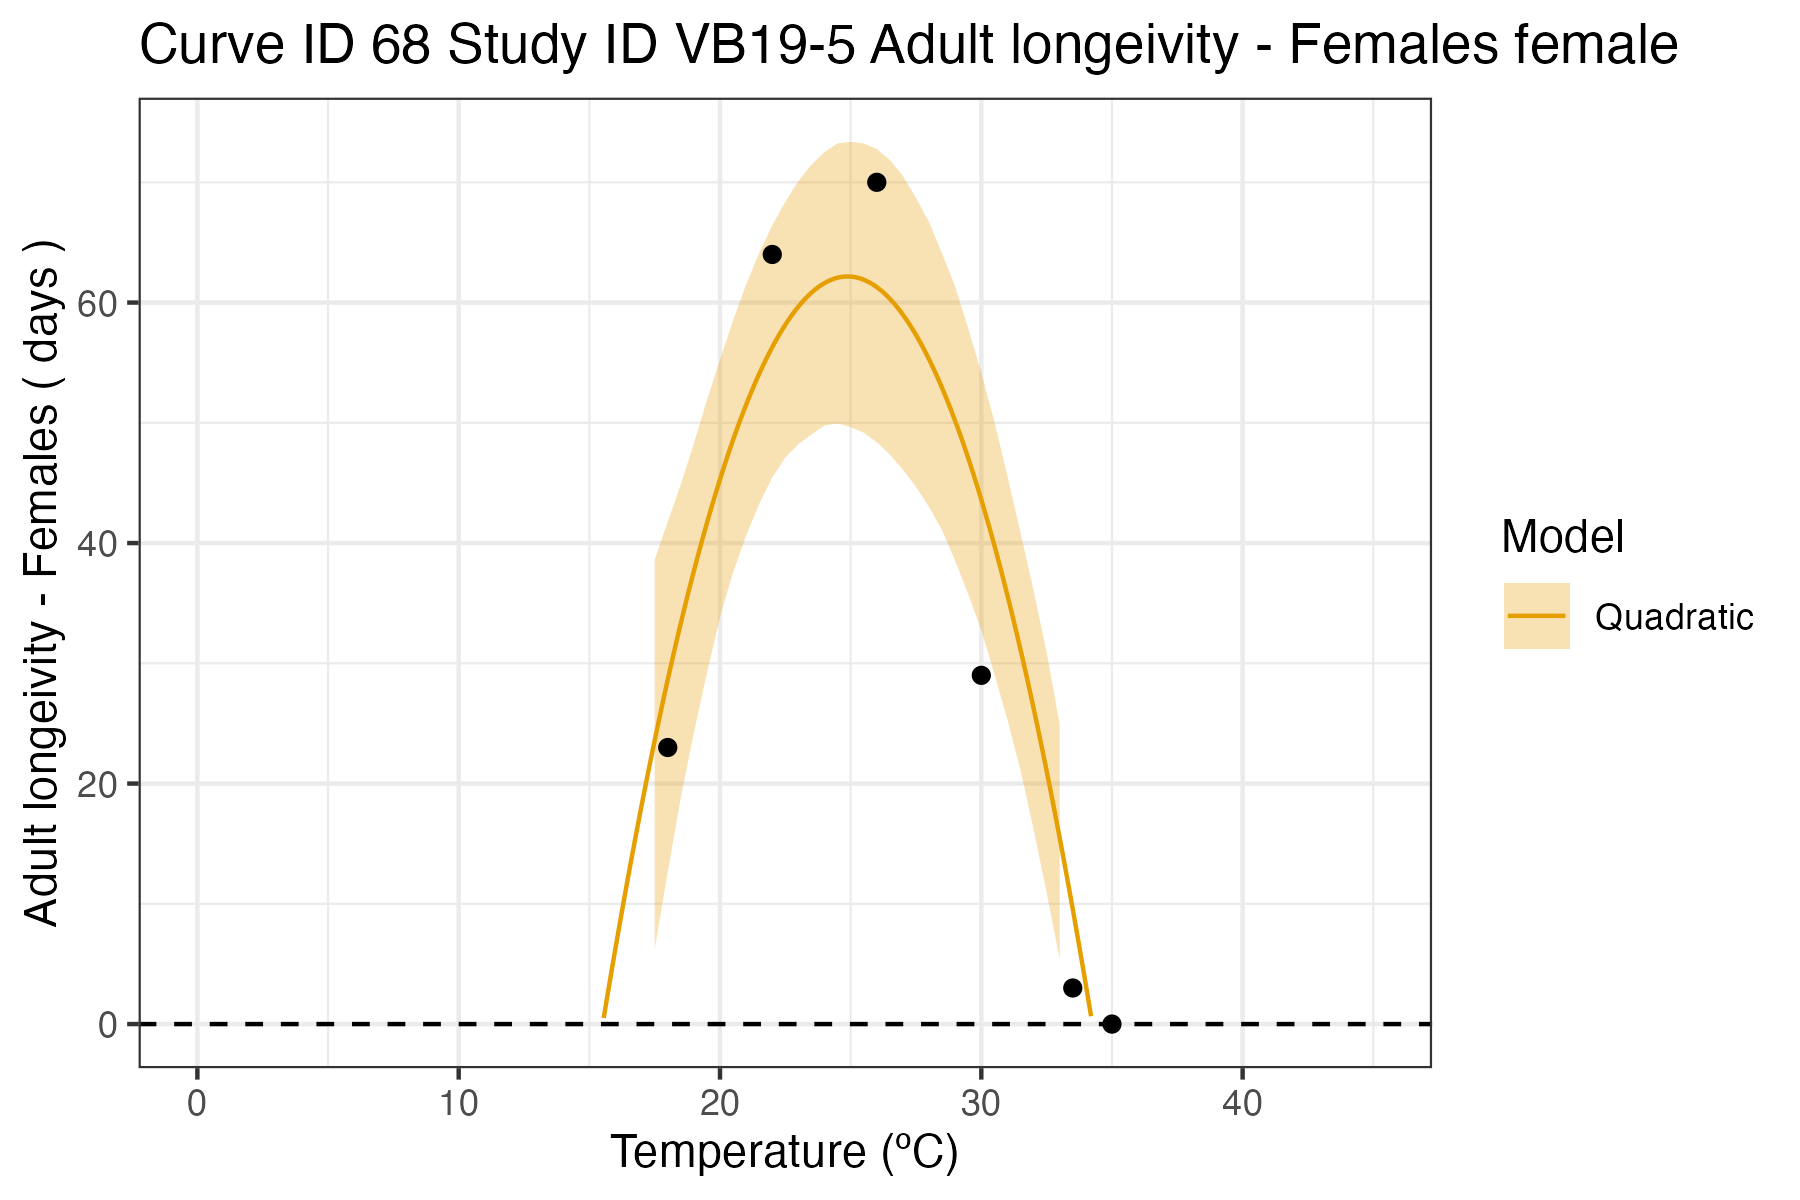 Curve ID 68 Study ID VB19-5 Adult longeivity - Females female
Adult longeivity - Females ( days )
60
40
20
0
0 10 20 30 40
Temperature (ºC)
Model
Quadratic